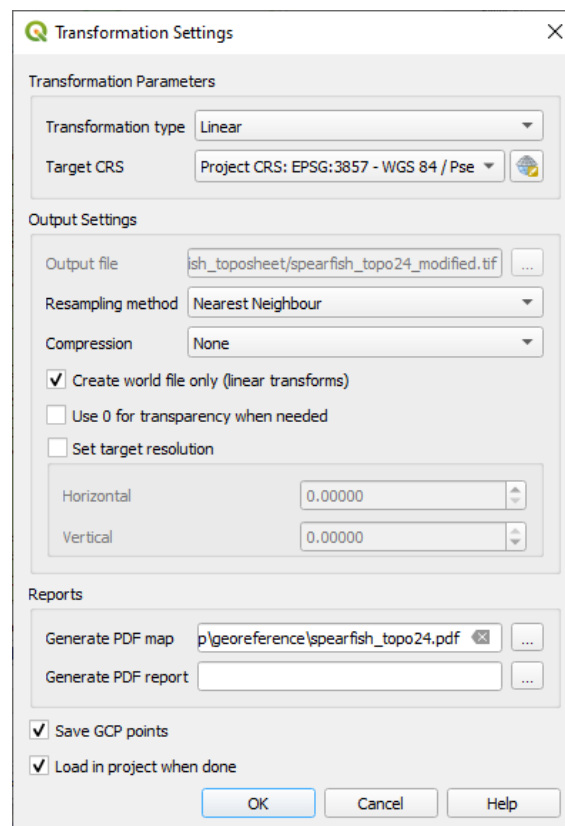 Transformation Settings
Transformation Parameters
Transformation type Linear
Target CRS Project CRS: EPSG:3857 - WGS 84 / Pse
Output Settings
Output file ish_toposheet/spearfish_topo24_modified.tif ...
Resampling method Nearest Neighbour
Compression None
Create world file only (linear transforms)
Use 0 for transparency when needed
Set target resolution
Horizontal 0.00000
Vertical 0.00000
Reports
Generate PDF map p\georeference\spearfish_topo24.pdf ...
Generate PDF report ...
Save GCP points
Load in project when done
OK Cancel Help